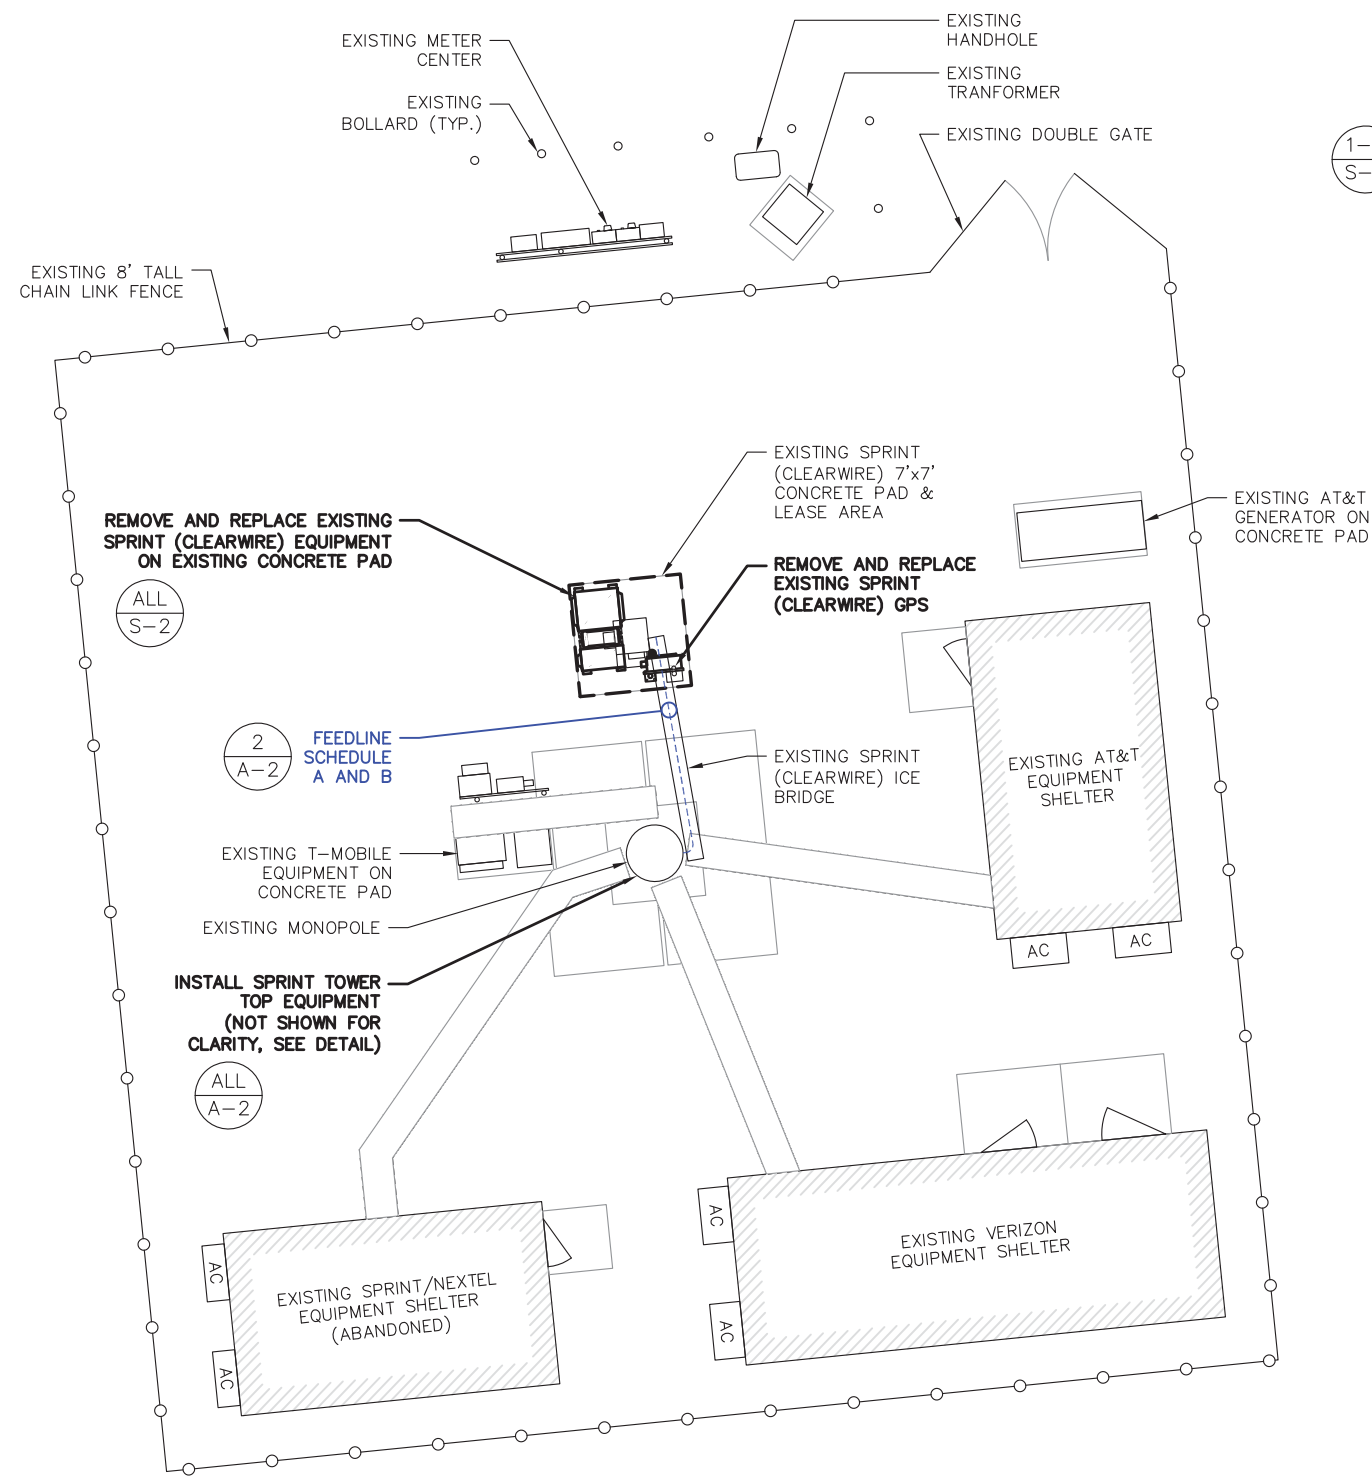 EXISTING METER
CENTER
EXISTING
HANDHOLE
EXISTING
TRANFORMER
EXISTING
BOLLARD (TYP.)
EXISTING DOUBLE GATE
1-
S-
EXISTING 8' TALL
CHAIN LINK FENCE
EXISTING SPRINT
(CLEARWIRE) 7'x7'
CONCRETE PAD &
LEASE AREA
EXISTING AT&T
GENERATOR ON
CONCRETE PAD
REMOVE AND REPLACE EXISTING
SPRINT (CLEARWIRE) EQUIPMENT
ON EXISTING CONCRETE PAD
ALL
S-2
REMOVE AND REPLACE
EXISTING SPRINT
(CLEARWIRE) GPS
2
A-2
FEEDLINE
SCHEDULE
A AND B
EXISTING SPRINT
(CLEARWIRE) ICE
BRIDGE
EXISTING AT&T
EQUIPMENT
SHELTER
EXISTING T-MOBILE
EQUIPMENT ON
CONCRETE PAD
EXISTING MONOPOLE
AC
AC
INSTALL SPRINT TOWER
TOP EQUIPMENT
(NOT SHOWN FOR
CLARITY, SEE DETAIL)
ALL
A-2
AC
AC
EXISTING VERIZON
EQUIPMENT SHELTER
AC
AC
EXISTING SPRINT/NEXTEL
EQUIPMENT SHELTER
(ABANDONED)